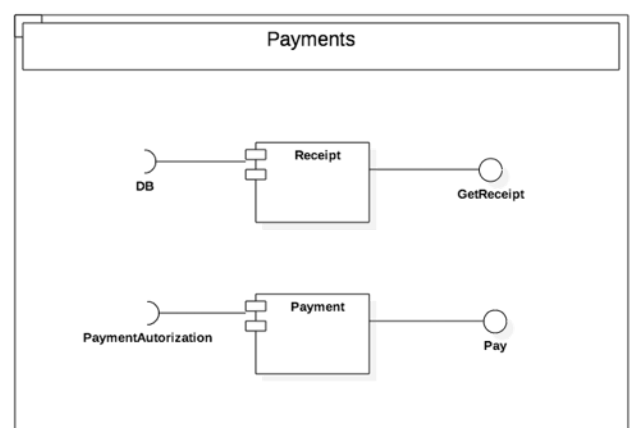 Payments
Receipt
DB
GetReceipt
Payment
PaymentAutorization
Pay